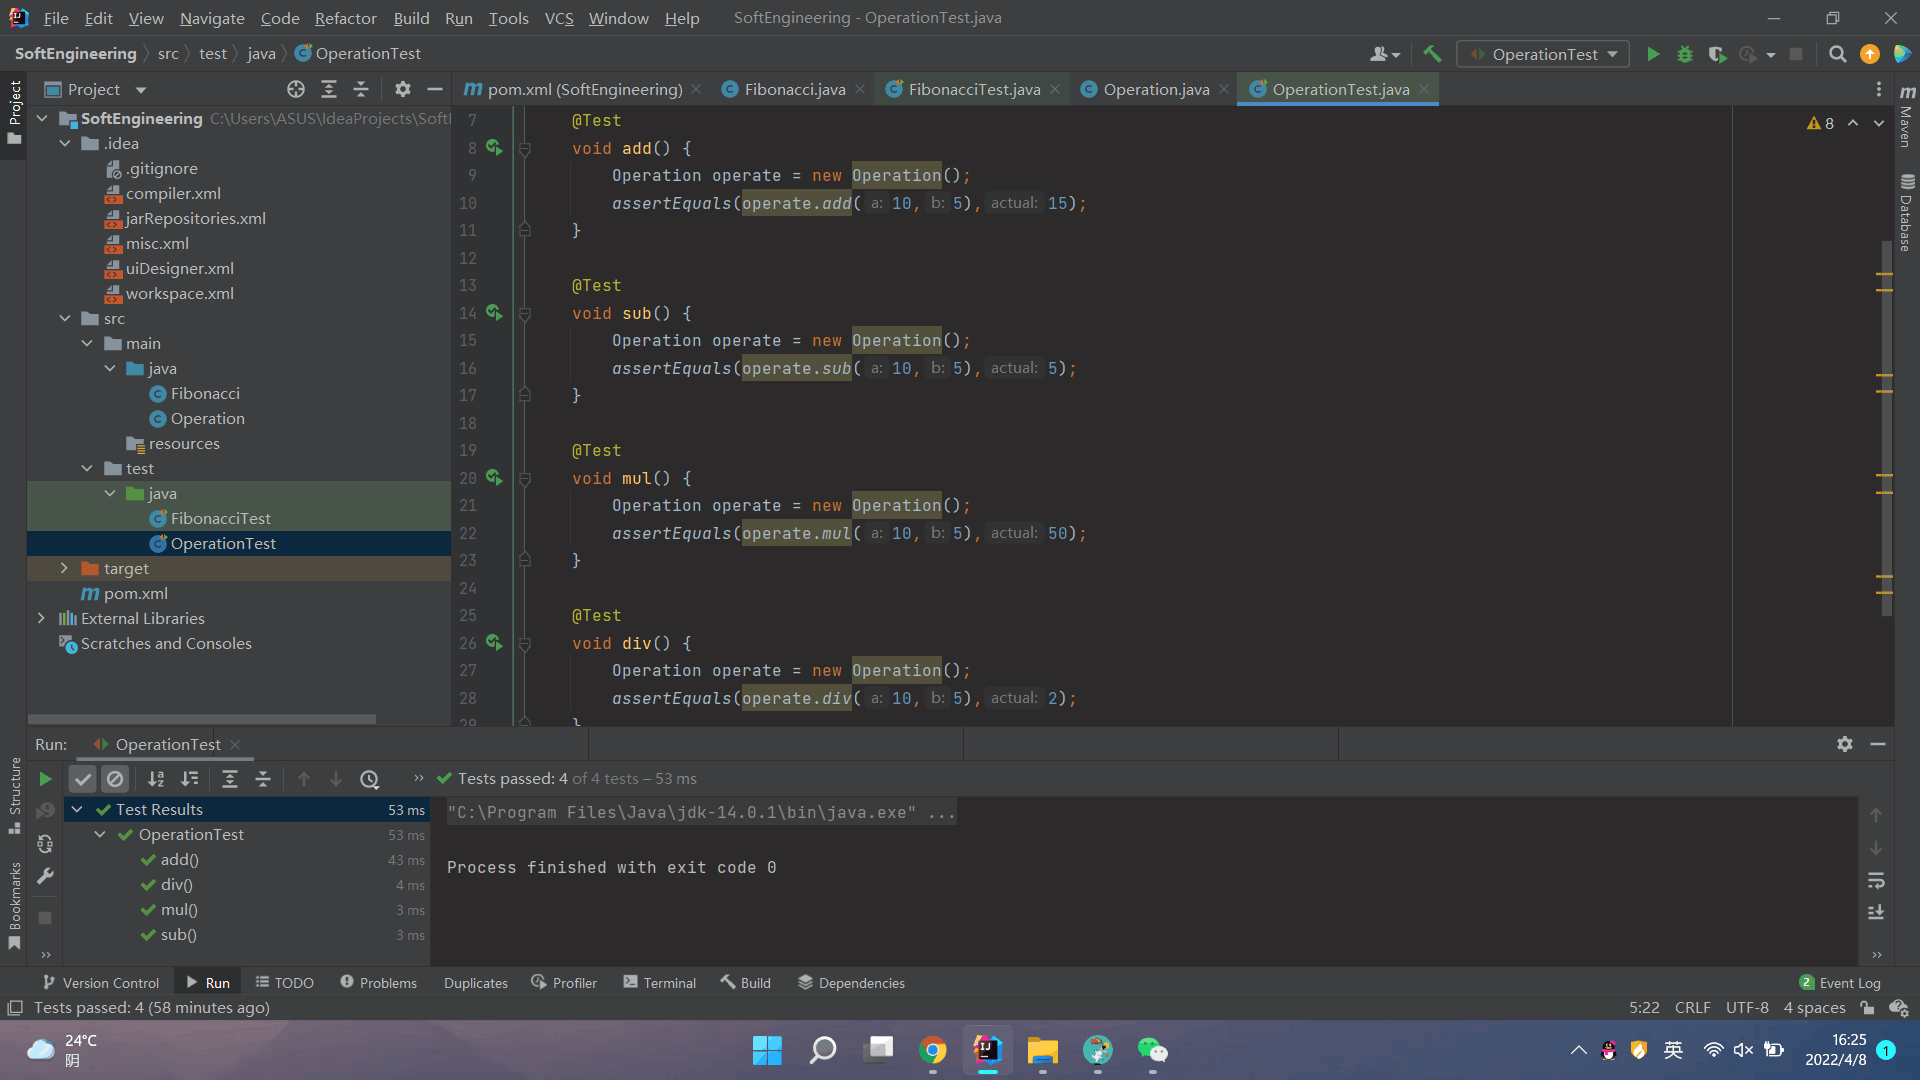 File Edit View Navigate Code Refactor Build Run Tools VCS Window Help SoftEngineering - OperationTest.java
SoftEngineering src test java OperationTest OperationTest
Project
pom.xml (SoftEngineering) Fibonacci.java FibonacciTest.java Operation.java OperationTest.java
Project
SoftEngineering C:\Users\ASUS\IdeaProjects\Soft
.idea
.gitignore
compiler.xml
jarRepositories.xml
misc.xml
uiDesigner.xml
workspace.xml
src
main
java
Fibonacci
Operation
resources
test
java
FibonacciTest
OperationTest
target
pom.xml
External Libraries
Scratches and Consoles
7 @Test
8 void add() {
9 Operation operate = new Operation();
10 assertEquals(operate.add( a: 10, b: 5), actual: 15);
11 }
12
13 @Test
14 void sub() {
15 Operation operate = new Operation();
16 assertEquals(operate.sub( a: 10, b: 5), actual: 5);
17 }
18
19 @Test
20 void mul() {
21 Operation operate = new Operation();
22 assertEquals(operate.mul( a: 10, b: 5), actual: 50);
23 }
24
25 @Test
26 void div() {
27 Operation operate = new Operation();
28 assertEquals(operate.div( a: 10, b: 5), actual: 2);
29 }
8
Maven
Database
Run: OperationTest
Structure
Bookmarks
Tests passed: 4 of 4 tests – 53 ms
Test Results 53 ms
OperationTest 53 ms
add() 43 ms
div() 4 ms
mul() 3 ms
sub() 3 ms
"C:\Program Files\Java\jdk-14.0.1\bin\java.exe" ...
Process finished with exit code 0
Version Control Run TODO Problems Duplicates Profiler Terminal Build Dependencies 2 Event Log
Tests passed: 4 (58 minutes ago) 5:22 CRLF UTF-8 4 spaces
24°C
阴
英
16:25
2022/4/8
1